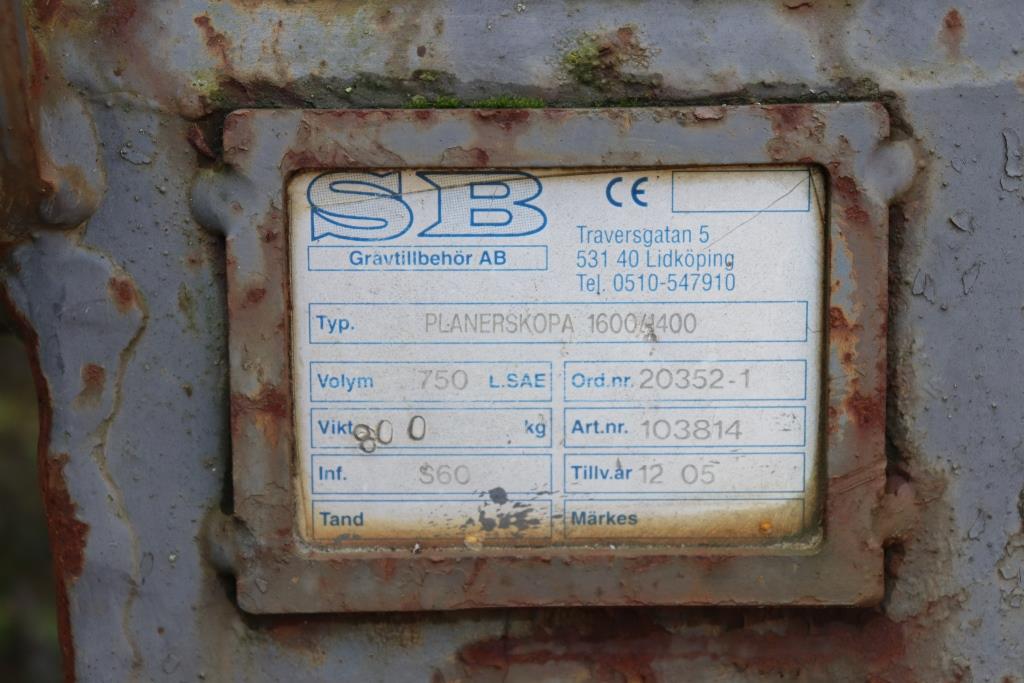 SB
CE
Grävtillbehör AB
Traversgatan 5
531 40 Lidköping
Tel. 0510-547910
Typ. PLANERSKOPA 1600/1400
Volym 750 L.SAE
Ord.nr. 20352-1
Vikt 800 kg
Art.nr. 103814
Inf. S60
Tillv.år 12 05
Tand
Märkes